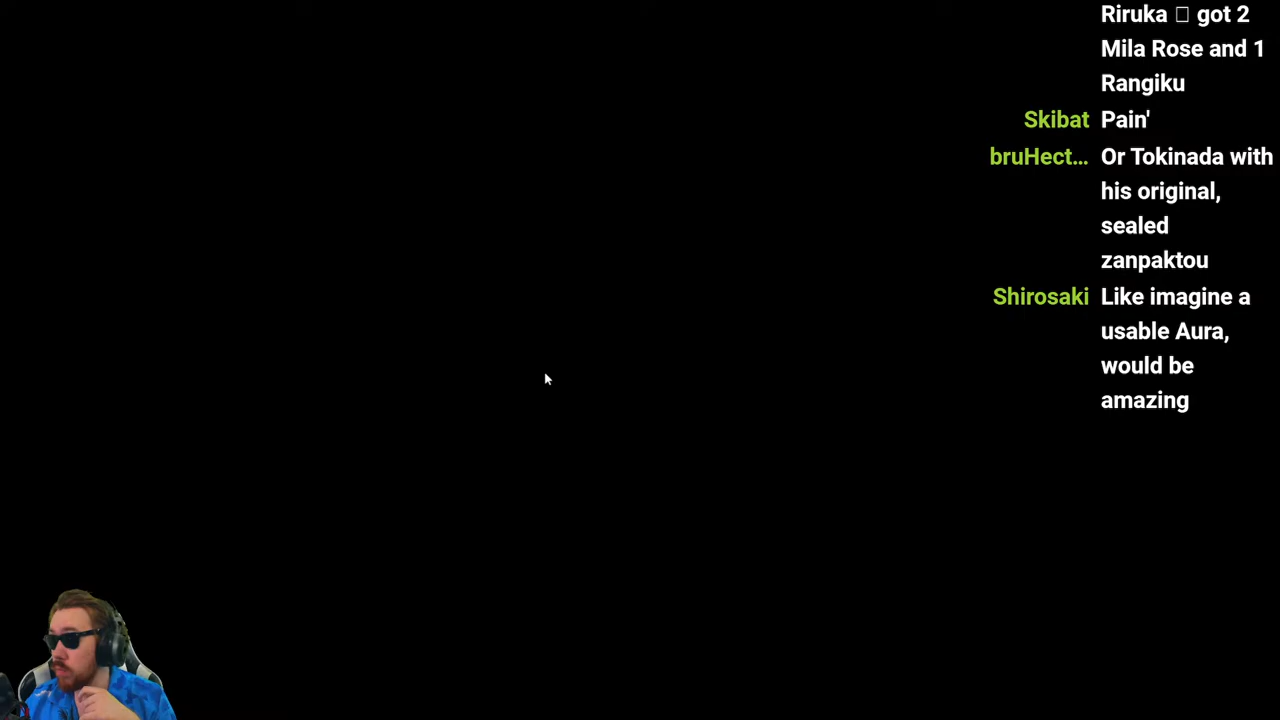 Riruka □ got 2
Mila Rose and 1
Rangiku
Skibat Pain'
bruHect… Or Tokinada with
his original,
sealed
zanpaktou
Shirosaki Like imagine a
usable Aura,
would be
amazing